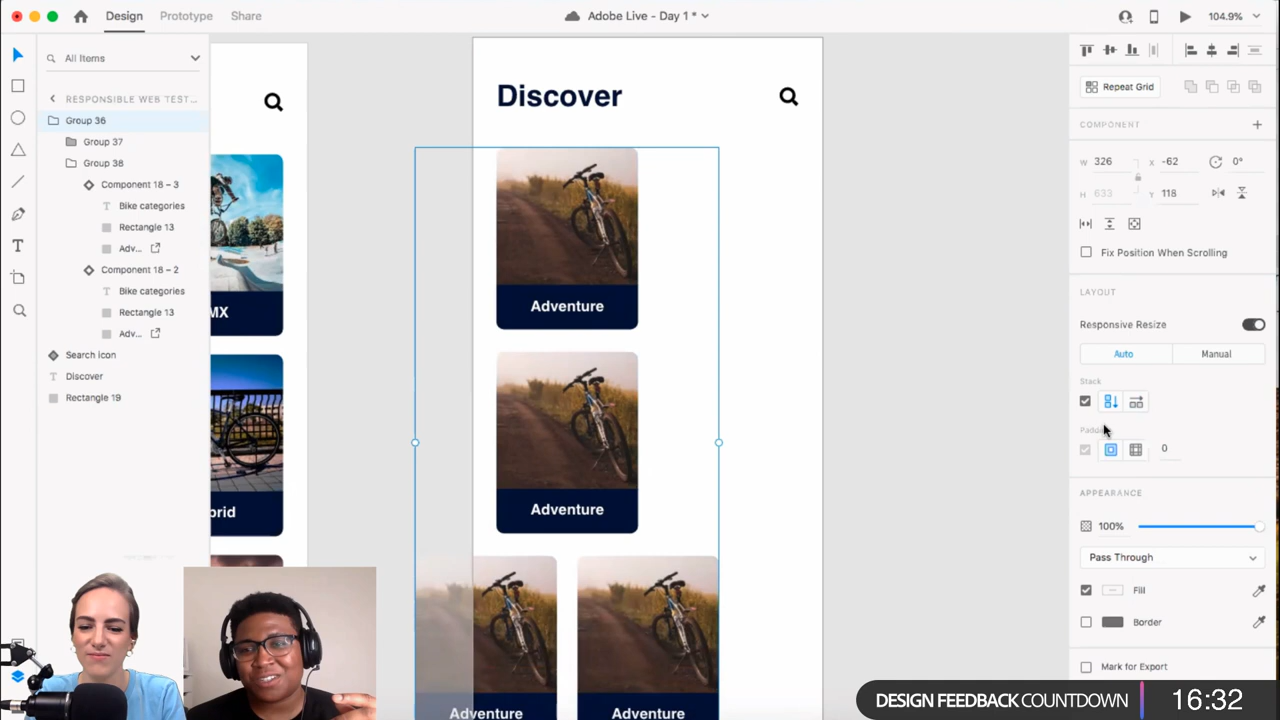 Design Prototype Share
Adobe Live - Day 1 *
104.9%
All Items
RESPONSIBLE WEB TEST...
Group 36
Group 37
Group 38
Component 18 – 3
T Bike categories
Rectangle 13
Adv...
Component 18 – 2
T Bike categories
Rectangle 13
Adv...
Search icon
T Discover
Rectangle 19
T
MX
brid
Discover
Adventure
Adventure
Adventure
Adventure
Repeat Grid
COMPONENT
W 326 X -62 0°
H 633 Y 118
Fix Position When Scrolling
LAYOUT
Responsive Resize
Auto Manual
Stack
Padd
0
APPEARANCE
100%
Pass Through
Fill
Border
Mark for Export
DESIGN FEEDBACK COUNTDOWN 16:32